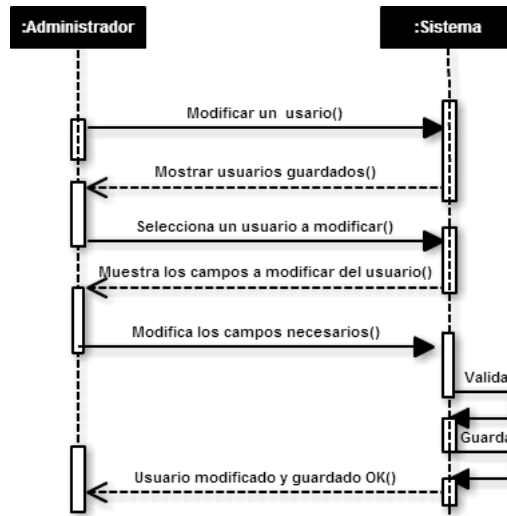 :Administrador
:Sistema
Modificar un usario()
Mostrar usuarios guardados()
Selecciona un usuario a modificar()
Muestra los campos a modificar del usuario()
Modifica los campos necesarios()
Valida
Guarda
Usuario modificado y guardado OK()